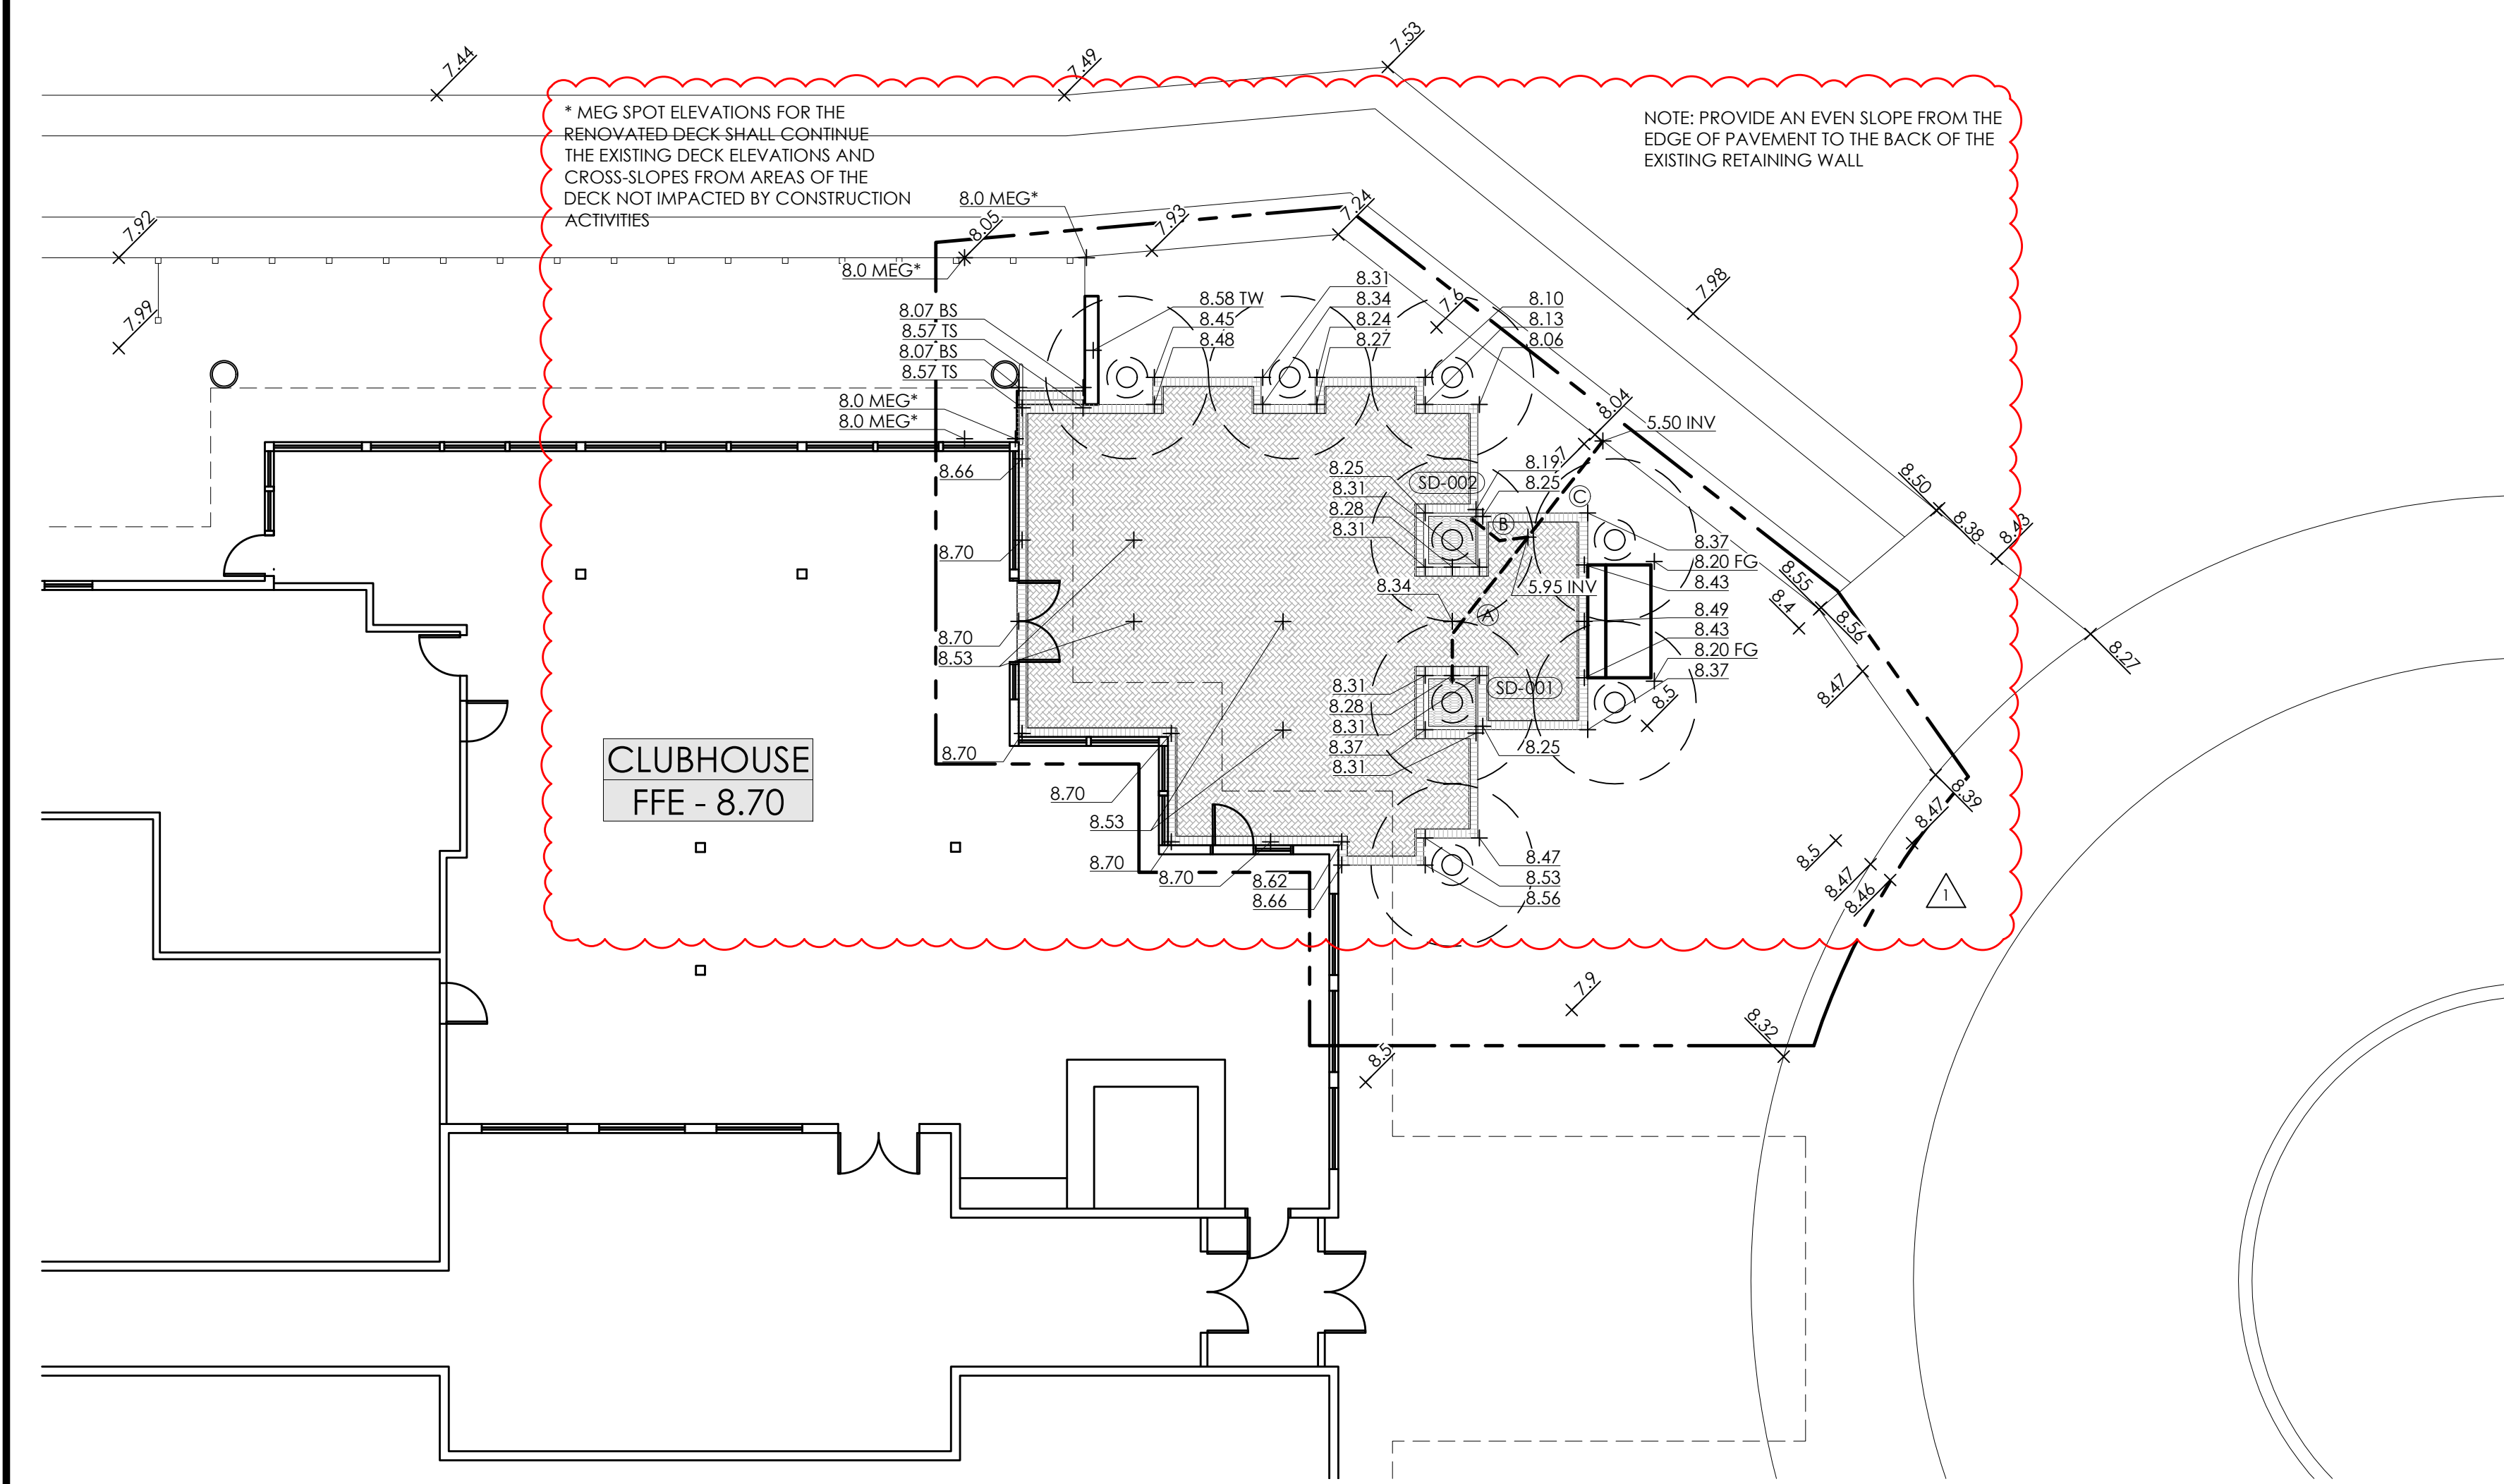 7.53
7.44
7.49
* MEG SPOT ELEVATIONS FOR THE
RENOVATED DECK SHALL CONTINUE
THE EXISTING DECK ELEVATIONS AND
CROSS-SLOPES FROM AREAS OF THE
DECK NOT IMPACTED BY CONSTRUCTION
ACTIVITIES
NOTE: PROVIDE AN EVEN SLOPE FROM THE
EDGE OF PAVEMENT TO THE BACK OF THE
EXISTING RETAINING WALL
8.0 MEG*
7.24
7.93
8.05
7.92
8.0 MEG*
7.98
7.99
7.6
8.31
8.58 TW
8.34
8.10
8.07 BS
8.45
8.24
8.13
8.57 TS
8.48
8.27
8.06
8.07 BS
8.57 TS
8.0 MEG*
8.0 MEG*
8.04
5.50 INV
8.66
8.25
8.19
8.31
SD-002
8.25
C
8.28
B
8.31
8.50
8.38
8.43
8.70
8.37
8.20 FG
8.43
8.34
5.95 INV
A
8.49
8.43
8.20 FG
8.37
8.55
8.4
8.56
8.27
8.70
8.53
8.31
SD-001
8.28
8.31
8.37
8.31
8.25
8.5
8.47
8.70
CLUBHOUSE
FFE - 8.70
8.70
8.53
8.39
8.47
8.70
8.70
8.62
8.66
8.47
8.53
8.56
8.5
8.47
8.46
1
7.9
8.32
8.5